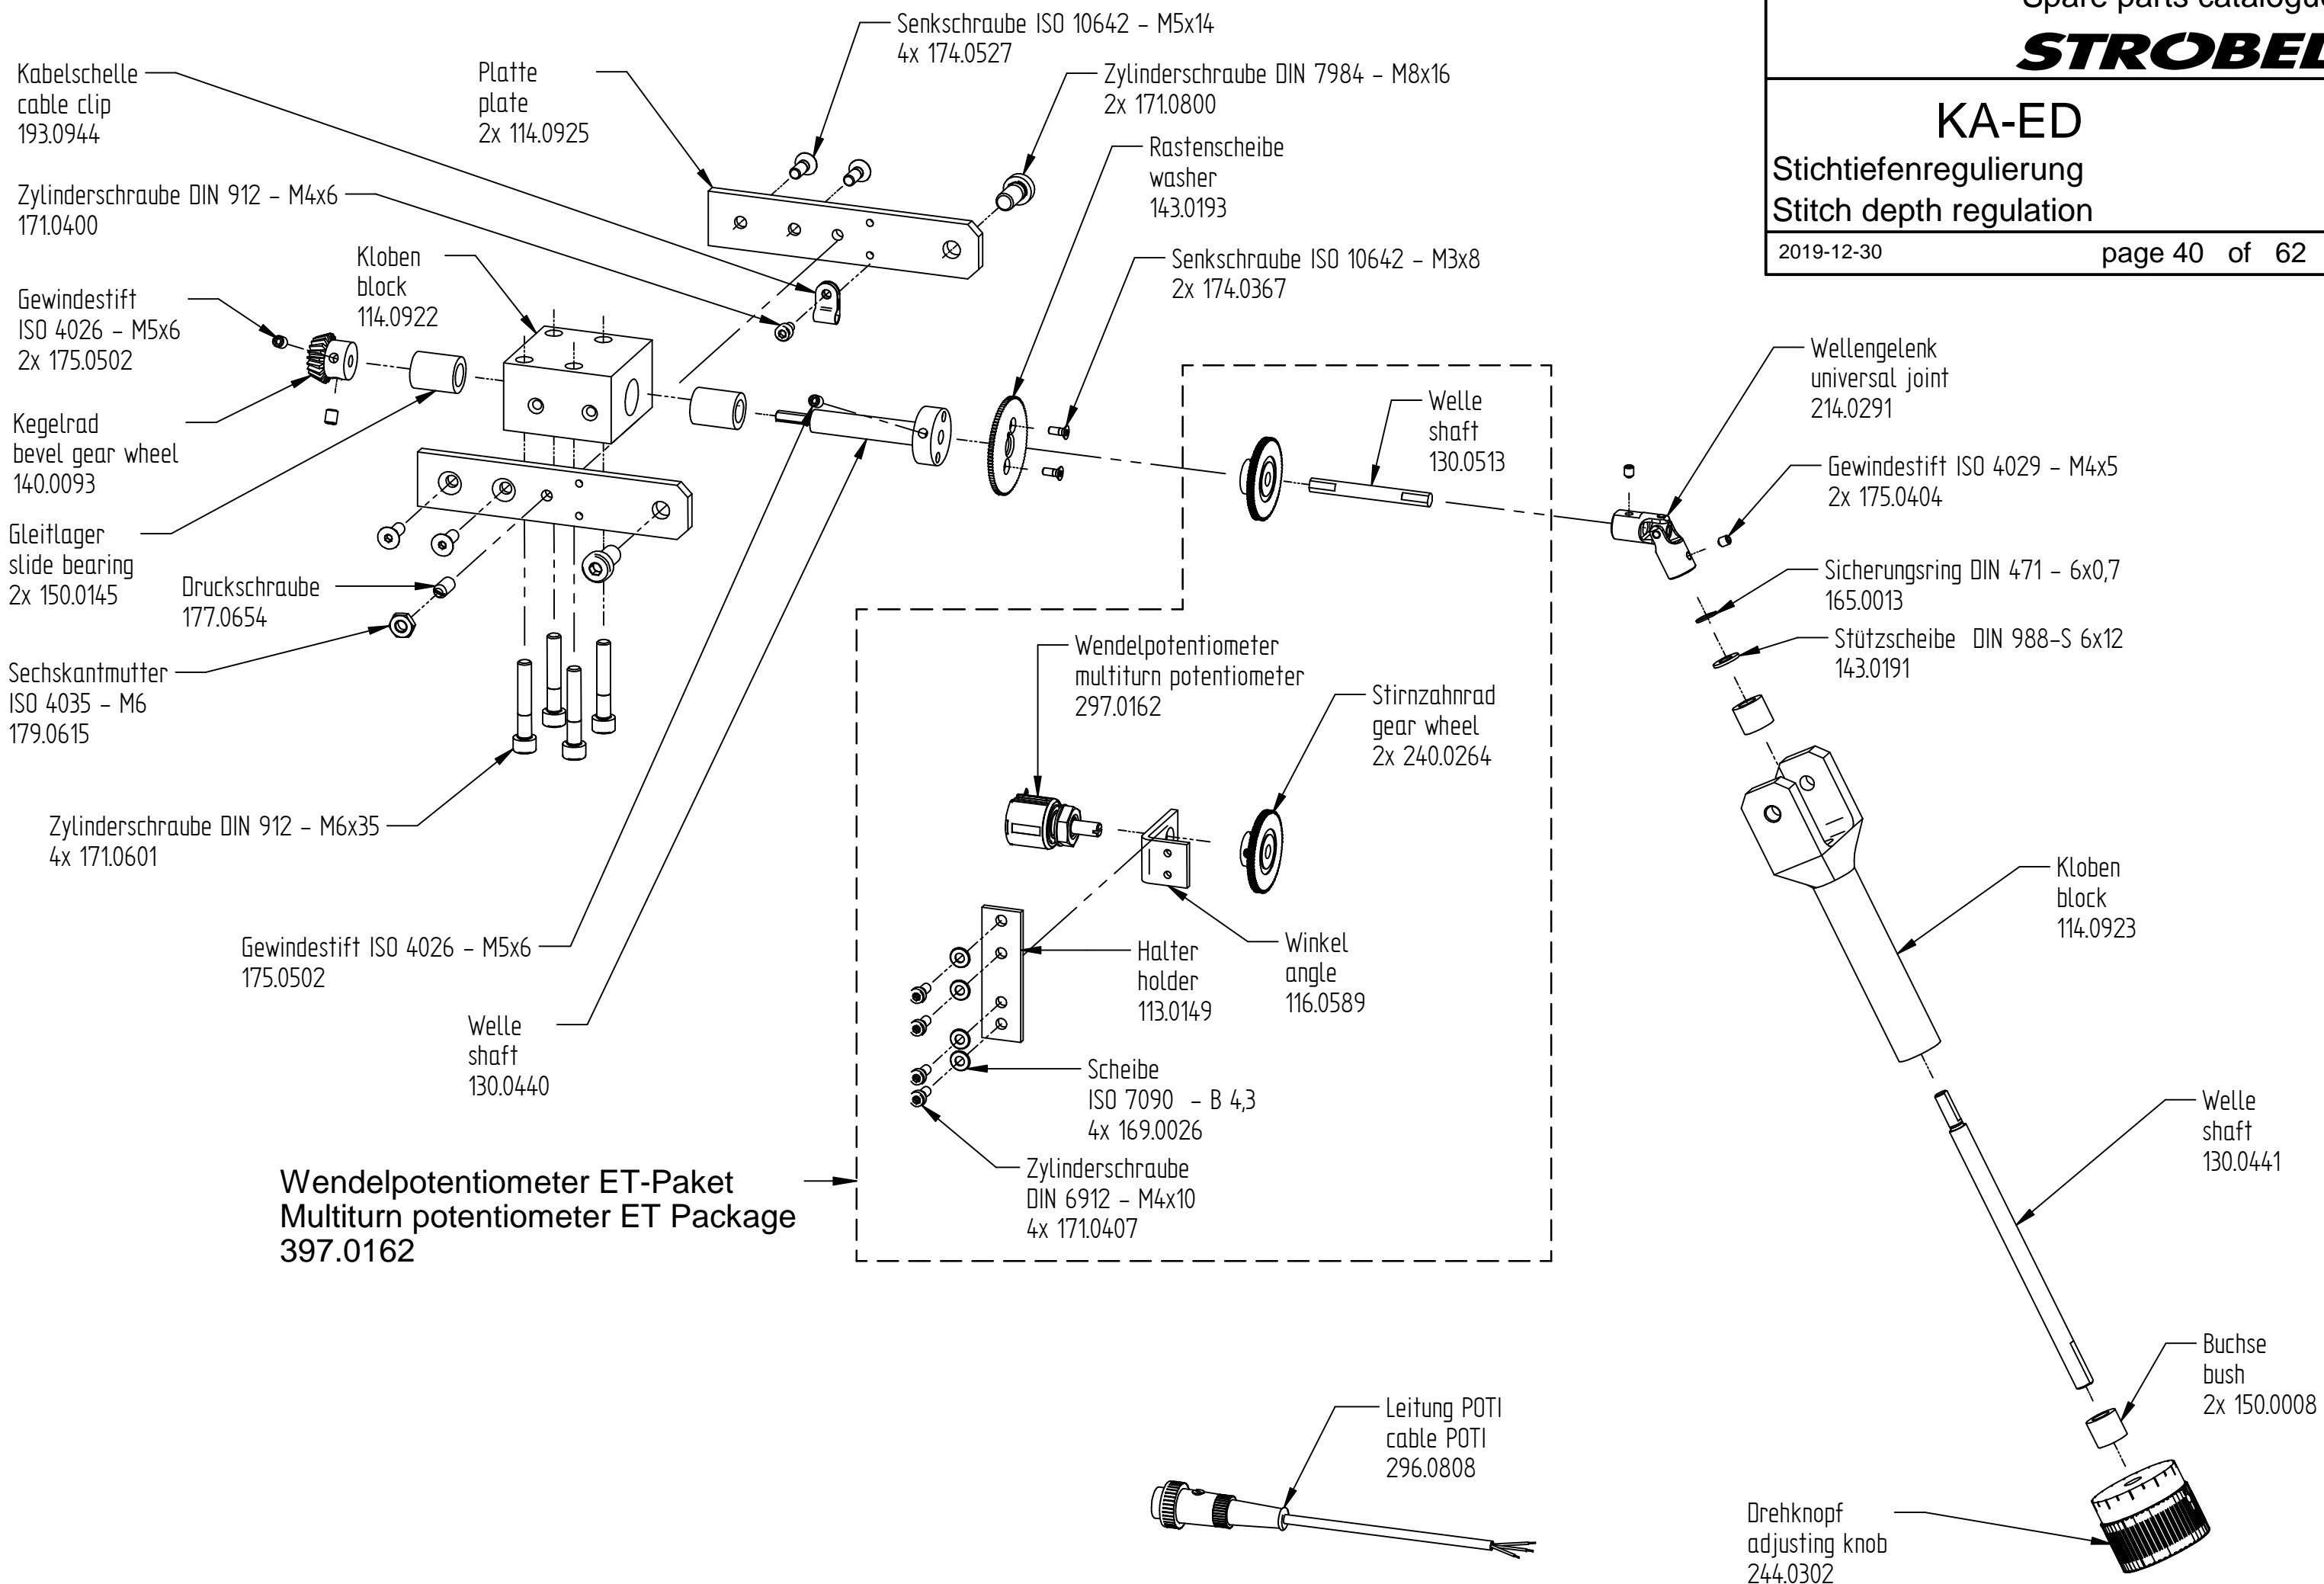 Spare parts catalogue
STROBEL
KA-ED
Stichtiefenregulierung
Stitch depth regulation
2019-12-30 page 40 of 62
Senkschraube ISO 10642 - M5x14
4x 174.0527
Kabelschelle
cable clip
193.0944
Platte
plate
2x 114.0925
Zylinderschraube DIN 7984 - M8x16
2x 171.0800
Rastenscheibe
washer
143.0193
Zylinderschraube DIN 912 - M4x6
171.0400
Kloben
block
114.0922
Senkschraube ISO 10642 - M3x8
2x 174.0367
Gewindestift
ISO 4026 - M5x6
2x 175.0502
Wellengelenk
universal joint
214.0291
Kegelrad
bevel gear wheel
140.0093
Welle
shaft
130.0513
Gewindestift ISO 4029 - M4x5
2x 175.0404
Gleitlager
slide bearing
2x 150.0145
Druckschraube
177.0654
Sicherungsring DIN 471 - 6x0,7
165.0013
Stützscheibe DIN 988-S 6x12
143.0191
Sechskantmutter
ISO 4035 - M6
179.0615
Wendelpotentiometer
multiturn potentiometer
297.0162
Stirnzahnrad
gear wheel
2x 240.0264
Zylinderschraube DIN 912 - M6x35
4x 171.0601
Kloben
block
114.0923
Gewindestift ISO 4026 - M5x6
175.0502
Halter
holder
113.0149
Winkel
angle
116.0589
Welle
shaft
130.0440
Scheibe
ISO 7090 - B 4,3
4x 169.0026
Welle
shaft
130.0441
Zylinderschraube
DIN 6912 - M4x10
4x 171.0407
Wendelpotentiometer ET-Paket
Multiturn potentiometer ET Package
397.0162
Buchse
bush
2x 150.0008
Leitung POTI
cable POTI
296.0808
Drehknopf
adjusting knob
244.0302